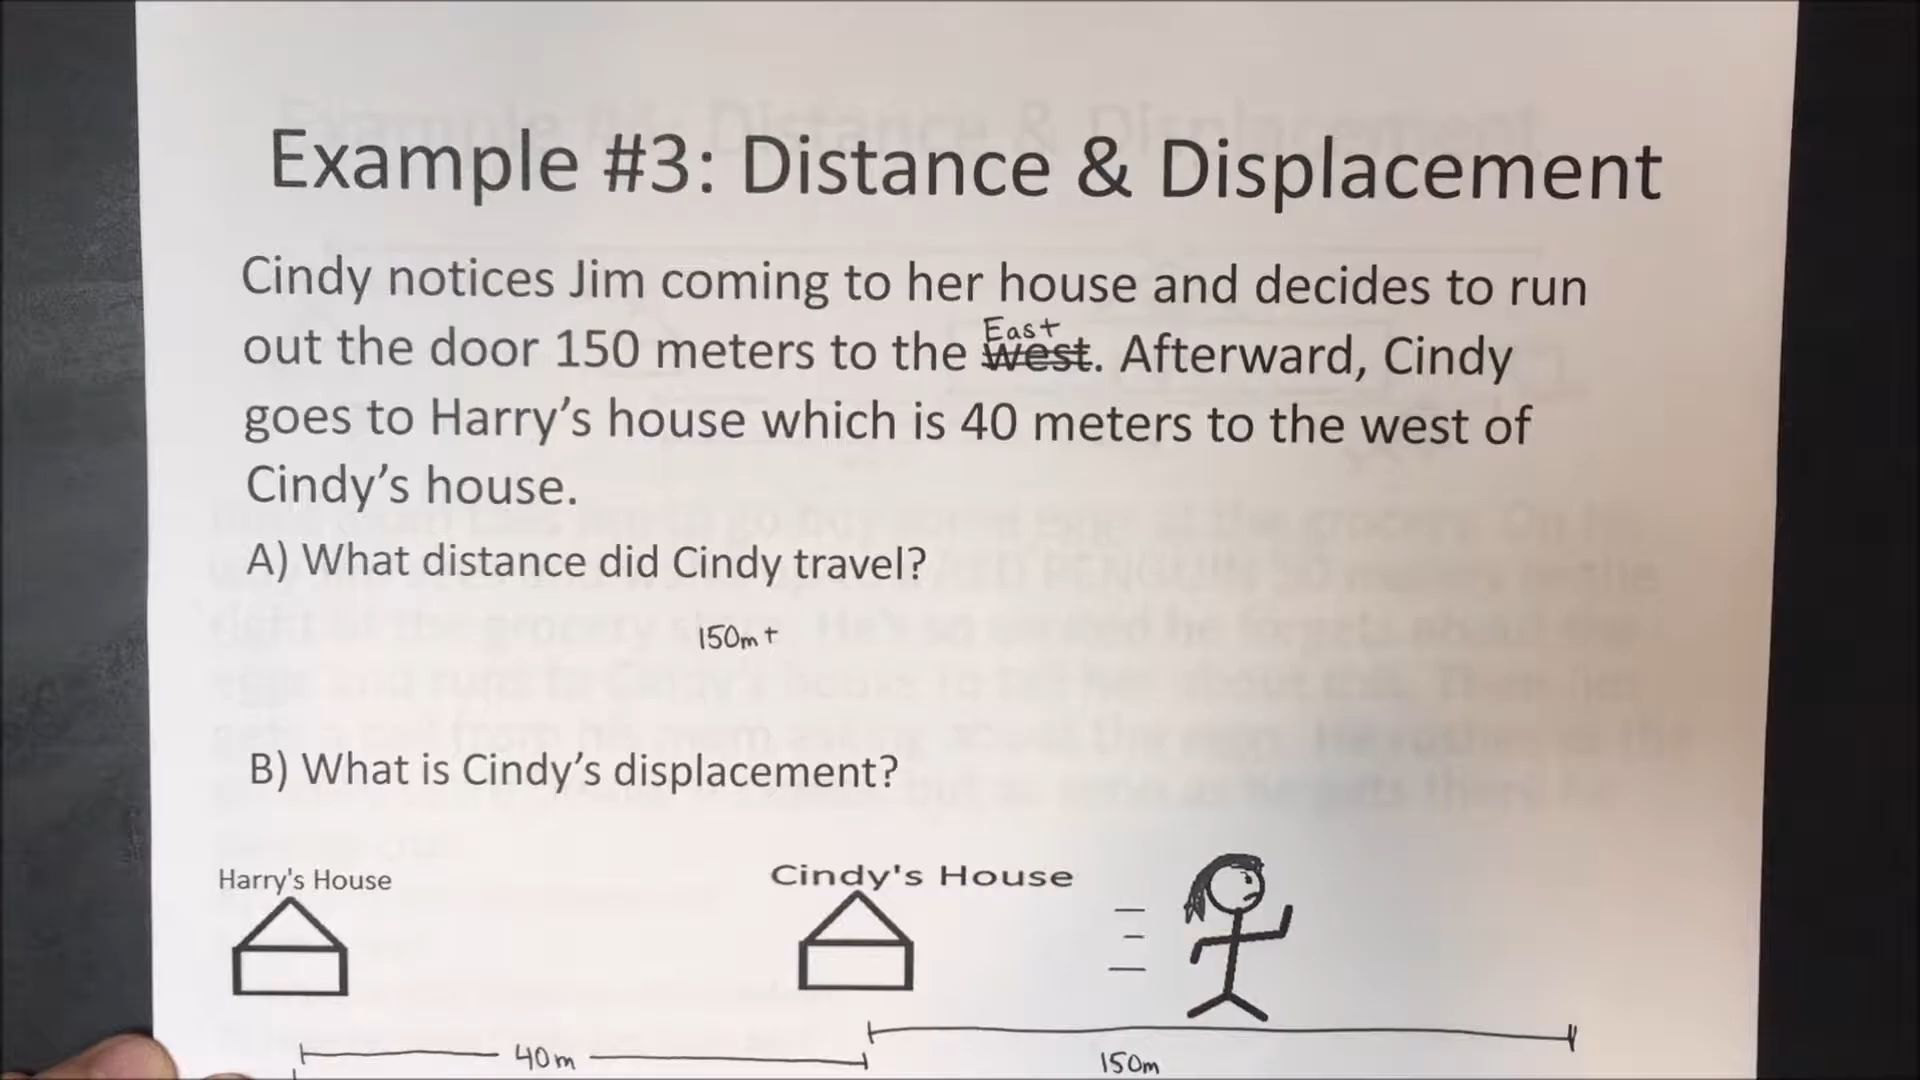 Example #3: Distance & Displacement
Cindy notices Jim coming to her house and decides to run
East
out the door 150 meters to the west. Afterward, Cindy
goes to Harry's house which is 40 meters to the west of
Cindy's house.
A) What distance did Cindy travel?
150m +
B) What is Cindy's displacement?
Harry's House
Cindy's House
40m
150m